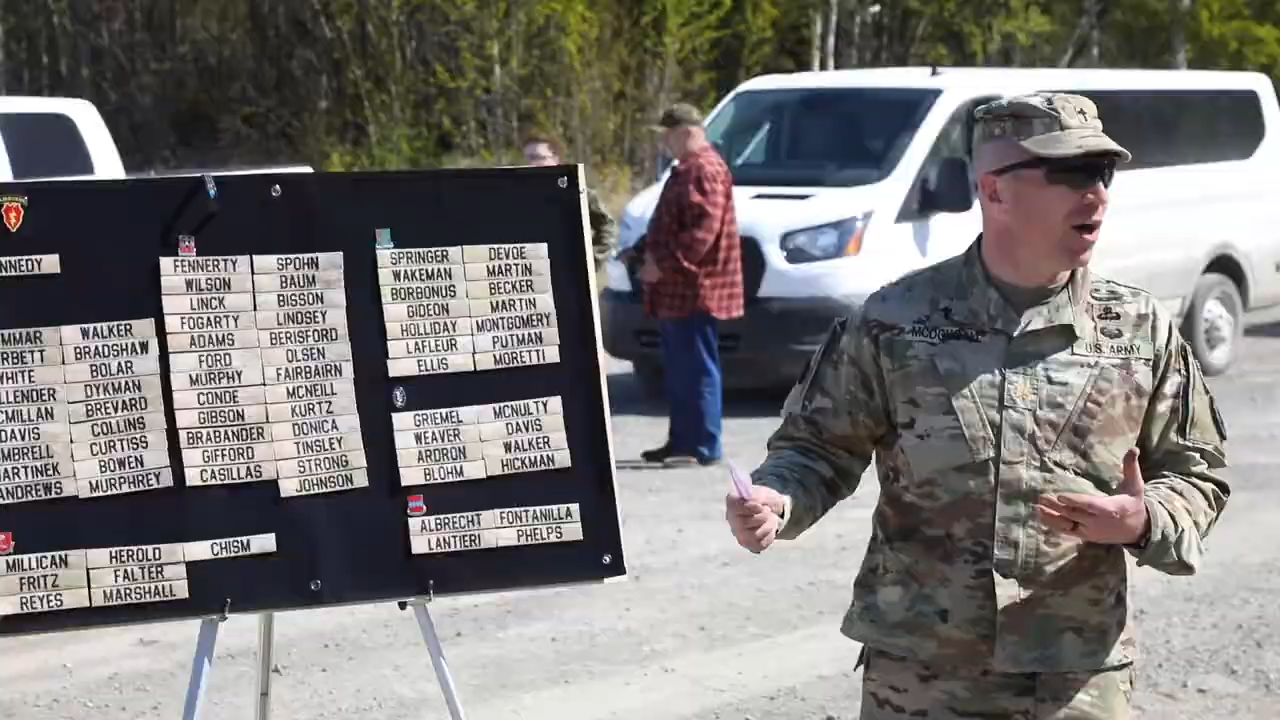 NNEDY
MMAR
RBETT
WHITE
LLENDER
CMILLAN
DAVIS
MBRELL
ARTINEK
ANDREWS
WALKER
BRADSHAW
BOLAR
DYKMAN
BREVARD
COLLINS
CURTISS
BOWEN
MURPHREY
MILLICAN
FRITZ
REYES
HEROLD
FALTER
MARSHALL
CHISM
FENNERTY
WILSON
LINCK
FOGARTY
ADAMS
FORD
MURPHY
CONDE
GIBSON
BRABANDER
GIFFORD
CASILLAS
SPOHN
BAUM
BISSON
LINDSEY
BERISFORD
OLSEN
FAIRBAIRN
MCNEILL
KURTZ
DONICA
TINSLEY
STRONG
JOHNSON
SPRINGER
WAKEMAN
BORBONUS
GIDEON
HOLLIDAY
LAFLEUR
ELLIS
DEVOE
MARTIN
BECKER
MARTIN
MONTGOMERY
PUTMAN
MORETTI
GRIEMEL
WEAVER
ARDRON
BLOHM
MCNULTY
DAVIS
WALKER
HICKMAN
ALBRECHT
LANTIERI
FONTANILLA
PHELPS
U.S. ARMY